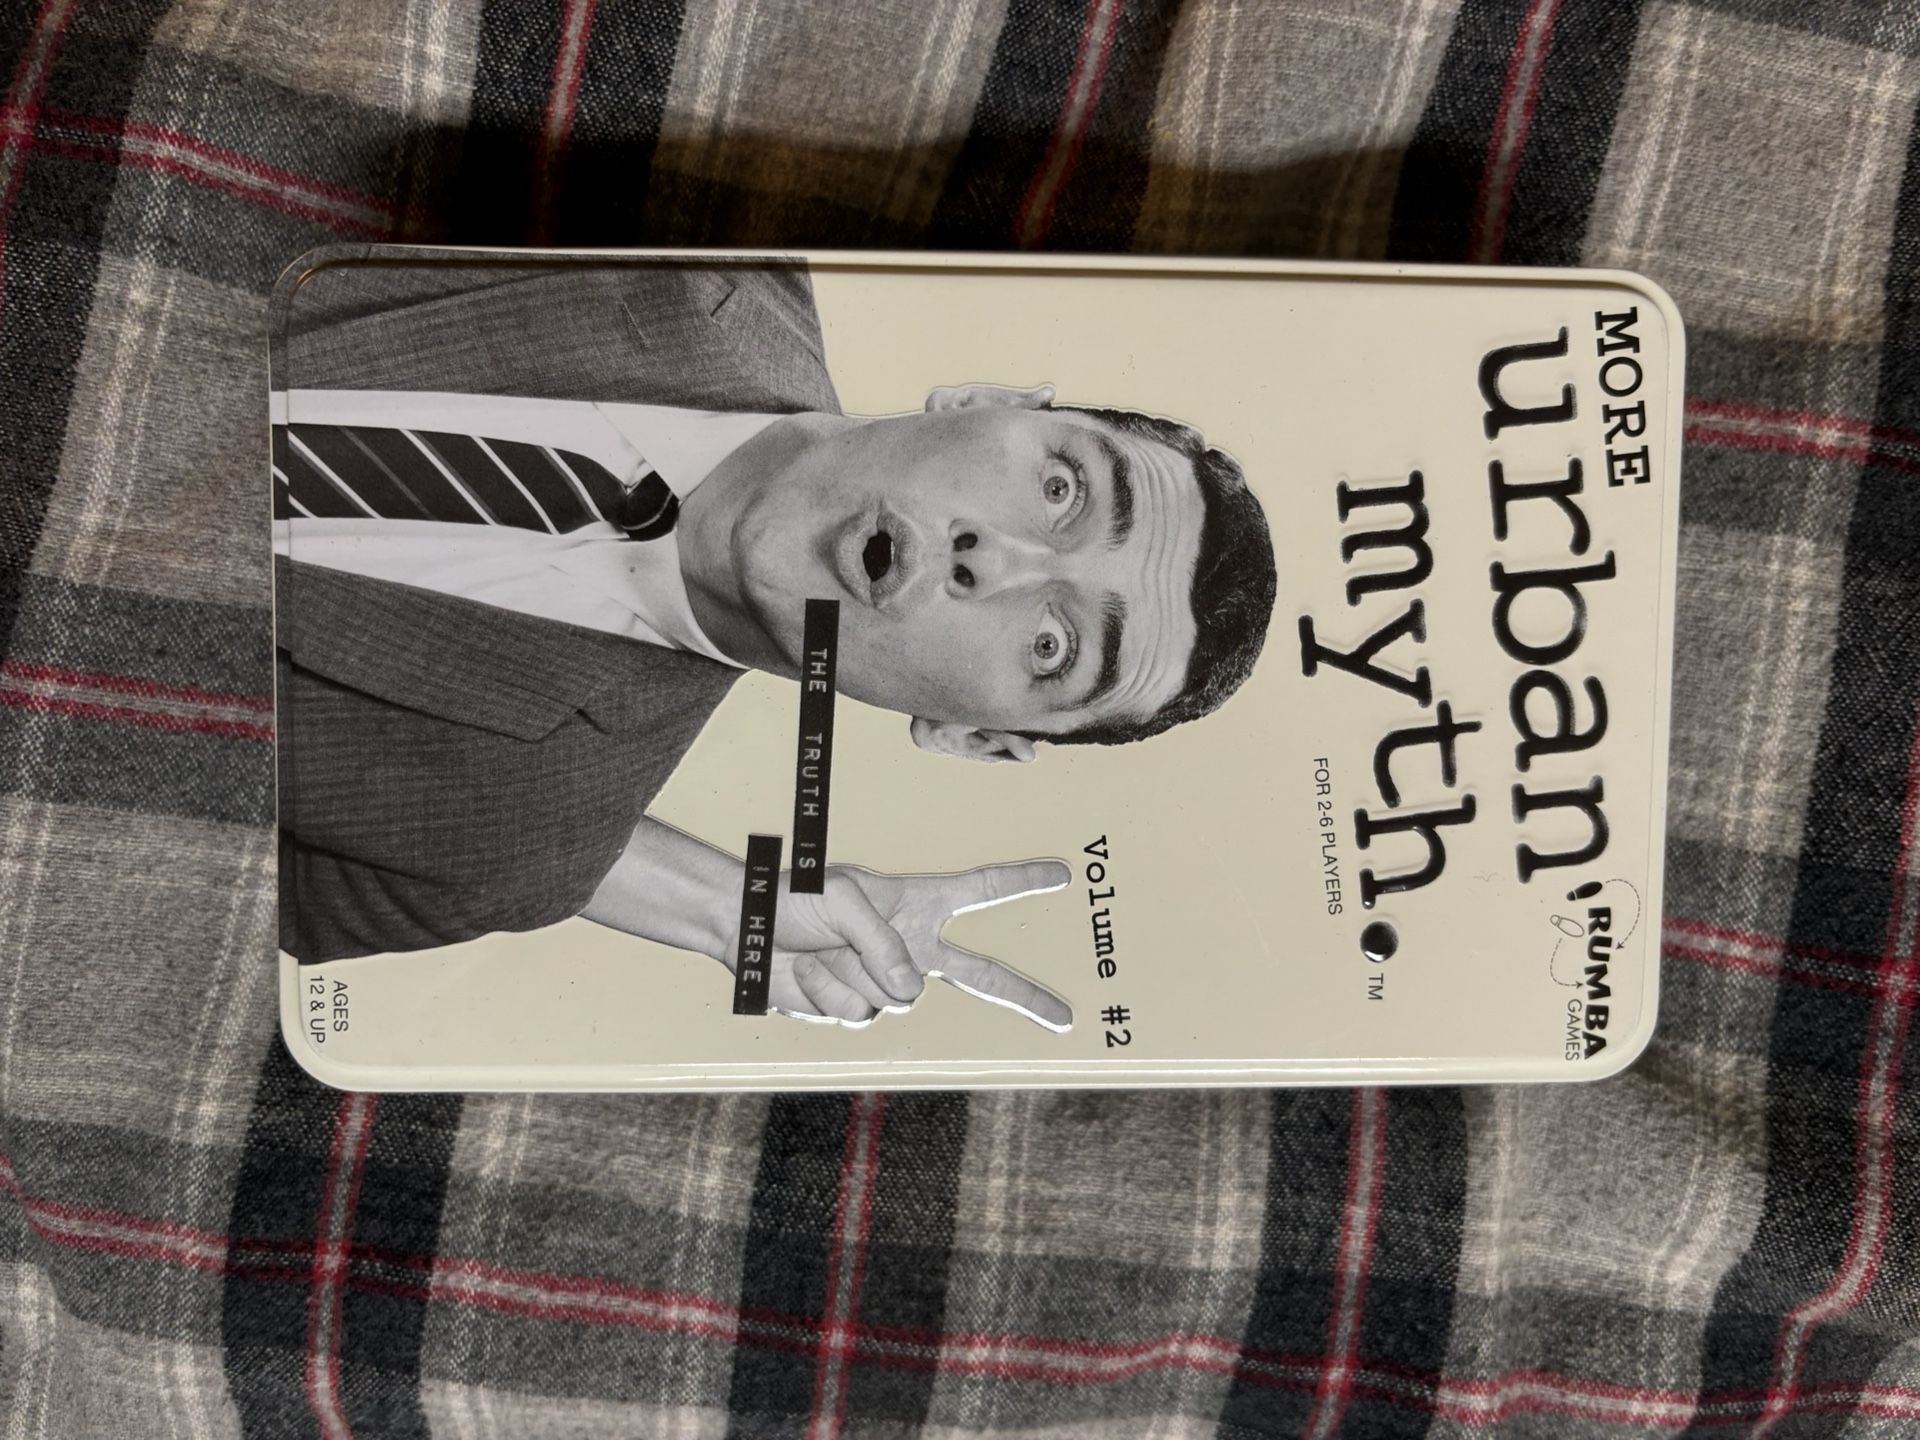 MORE
urban
myth.™
'RUMBA
GAMES
FOR 2-6 PLAYERS
Volume #2
THE TRUTH IS
IN HERE.
AGES
12 & UP